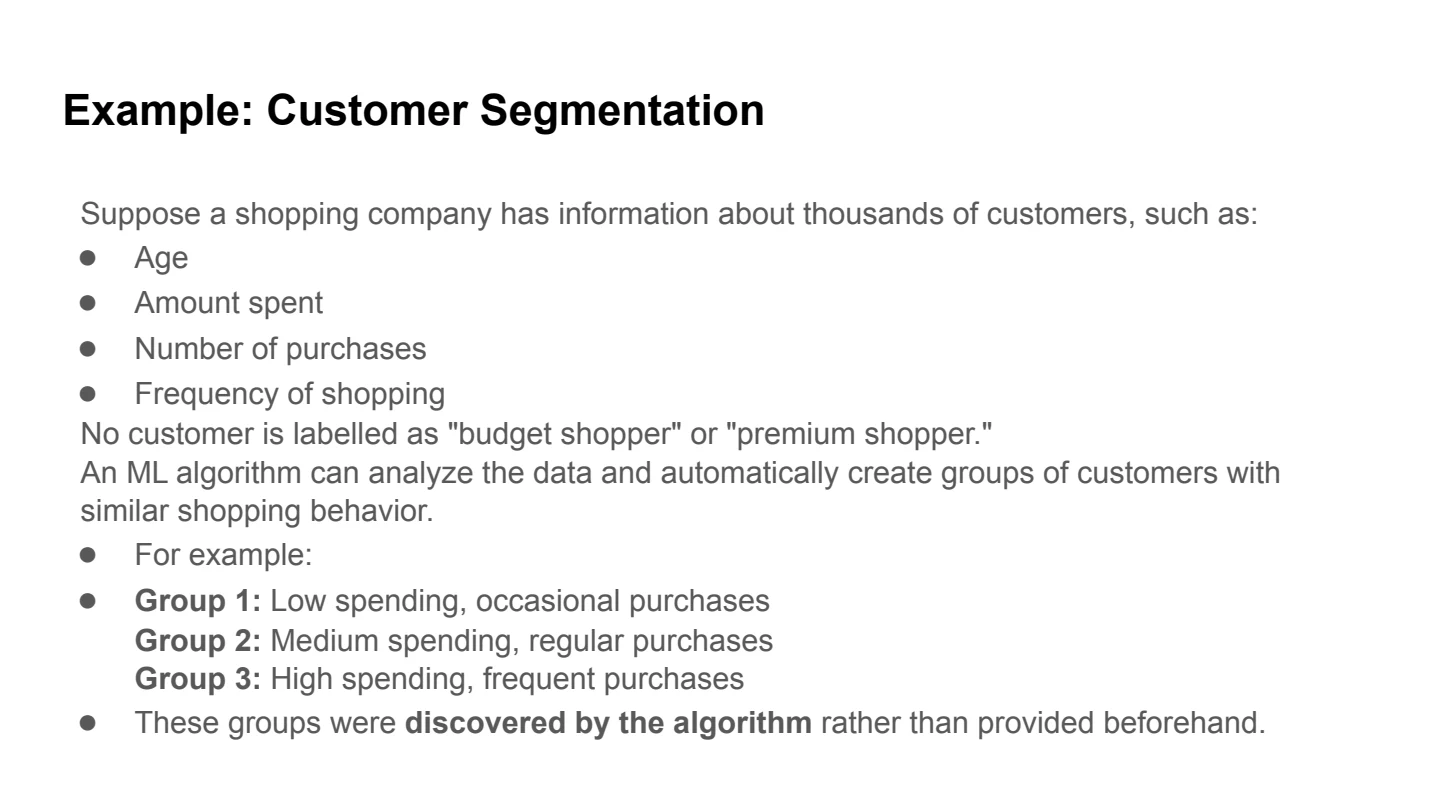 Example: Customer Segmentation
Suppose a shopping company has information about thousands of customers, such as:
● Age
● Amount spent
● Number of purchases
● Frequency of shopping
No customer is labelled as "budget shopper" or "premium shopper."
An ML algorithm can analyze the data and automatically create groups of customers with
similar shopping behavior.
● For example:
● Group 1: Low spending, occasional purchases
Group 2: Medium spending, regular purchases
Group 3: High spending, frequent purchases
● These groups were discovered by the algorithm rather than provided beforehand.